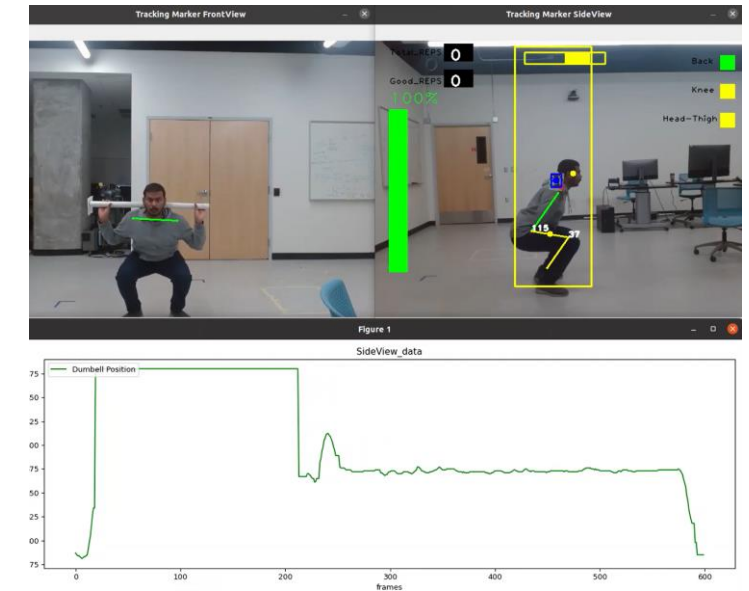 Tracking Marker FrontView
Tracking Marker SideView
Total_REPS 0
Good_REPS 0
100%
Back
Knee
Head-Thigh
115
37
Figure 1
SideView_data
Dumbell Position
75
50
25
00
75
50
25
00
75
0 100 200 300 400 500 600
frames